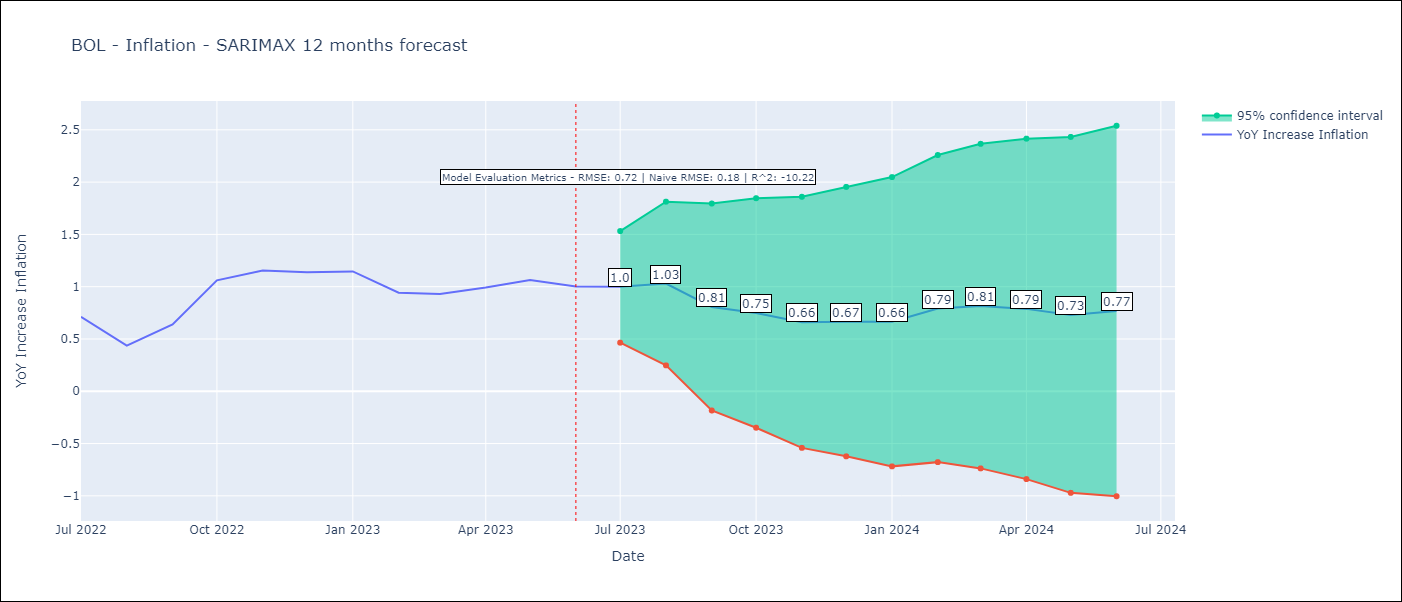 BOL - Inflation - SARIMAX 12 months forecast
95% confidence interval
YoY Increase Inflation
2.5
Model Evaluation Metrics - RMSE: 0.72 | Naive RMSE: 0.18 | R^2: -10.22
2
1.5
1
0.5
0
−0.5
−1
YoY Increase Inflation
1.0
1.03
0.81
0.75
0.66
0.67
0.66
0.79
0.81
0.79
0.73
0.77
Jul 2022
Oct 2022
Jan 2023
Apr 2023
Jul 2023
Oct 2023
Jan 2024
Apr 2024
Jul 2024
Date